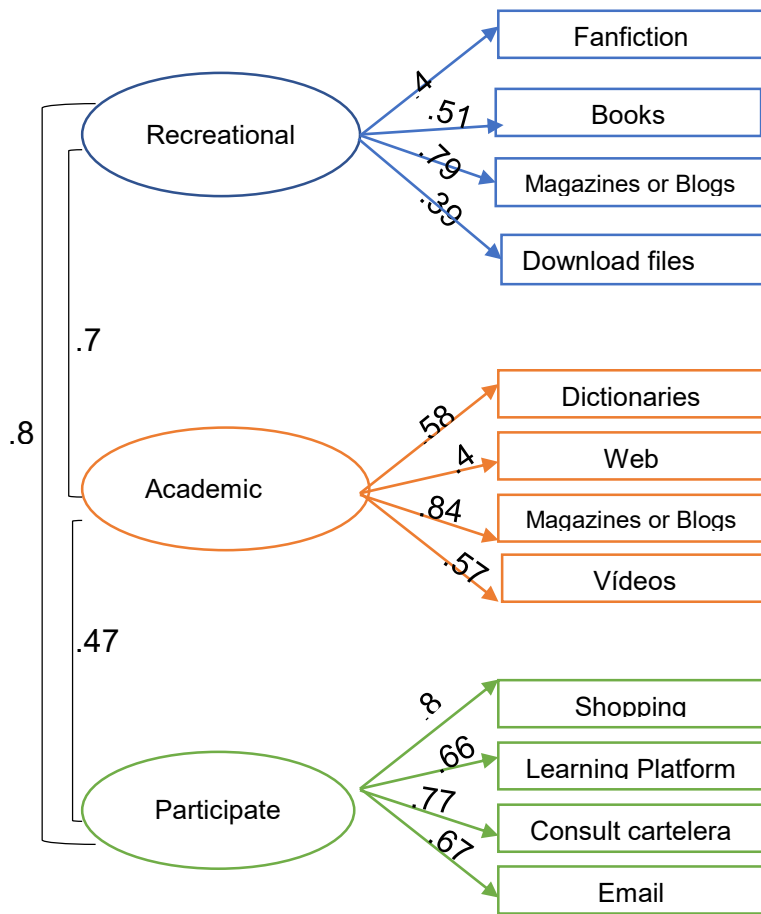 Fanfiction
.4
Recreational
.51
Books
.79
Magazines or Blogs
.39
Download files
.7
.8
Dictionaries
.58
.4
Web
Academic
.84
Magazines or Blogs
.57
Vídeos
.47
Shopping
.8
.66
Learning Platform
Participate
.77
Consult cartelera
.67
Email